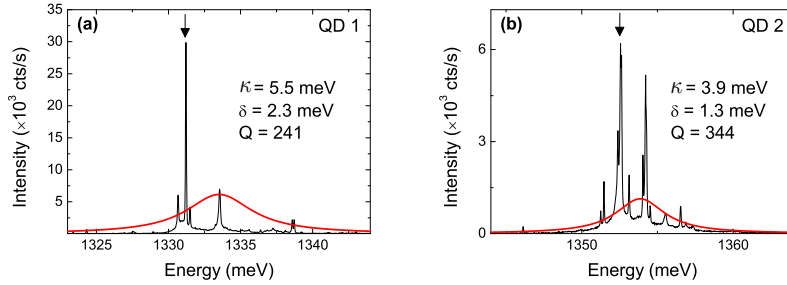 (a)
QD 1
κ = 5.5 meV
δ = 2.3 meV
Q = 241
Intensity (×10³ cts/s)
35
30
25
20
15
10
5
1325 1330 1335 1340
Energy (meV)
(b)
QD 2
κ = 3.9 meV
δ = 1.3 meV
Q = 344
Intensity (×10³ cts/s)
6
3
0
1350 1360
Energy (meV)